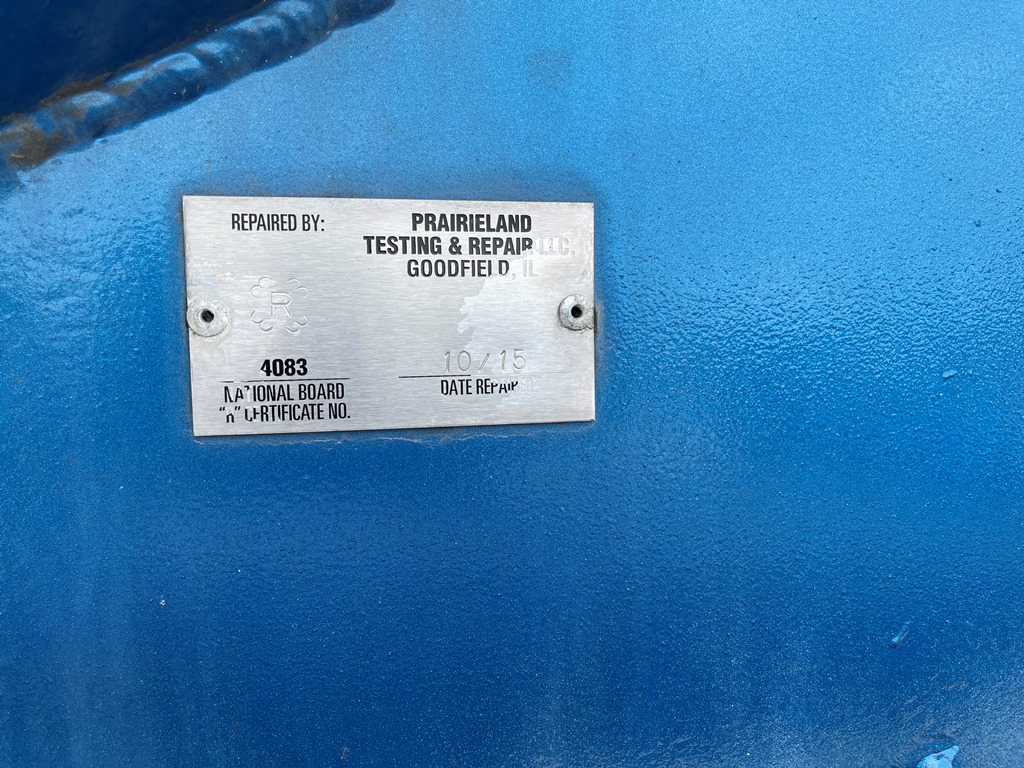 REPAIRED BY:
PRAIRIELAND
TESTING & REPAIR LLC.
GOODFIELD, IL
R
4083
NATIONAL BOARD
"R" CERTIFICATE NO.
10/15
DATE REPAIRED